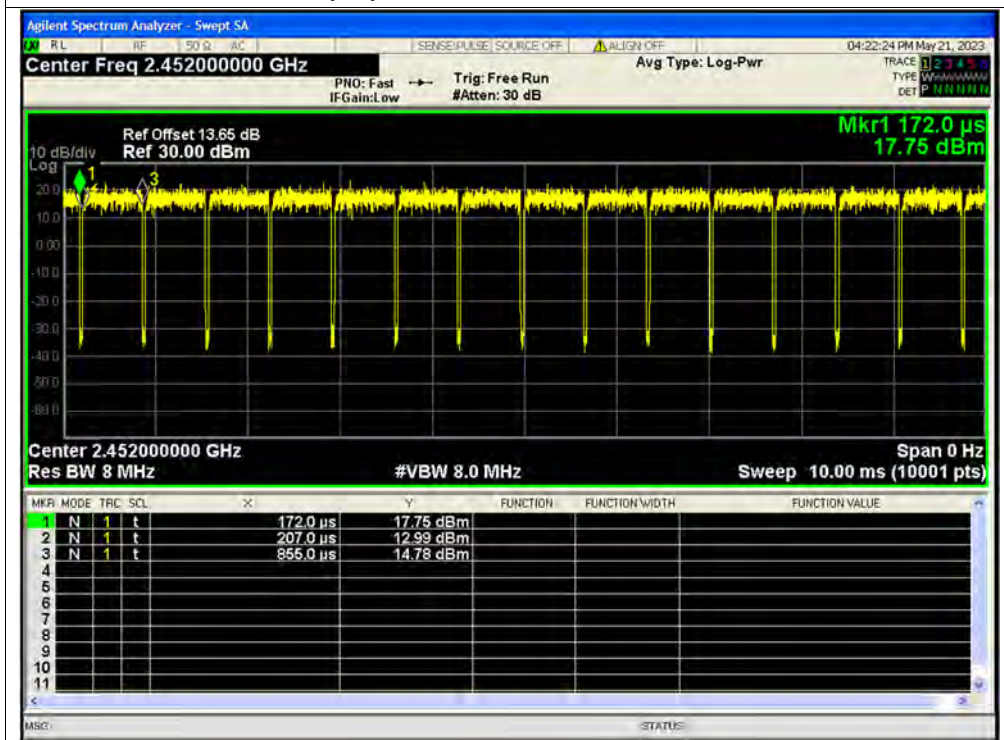 Agilent Spectrum Analyzer - Swept SA
RL RF 50 Ω AC SENSE:PULSE SOURCE OFF ALIGN OFF 04:22:24 PM May 21, 2023
Center Freq 2.452000000 GHz Avg Type: Log-Pwr TRACE 1 2 3 4 5 6
PNO: Fast Trig: Free Run TYPE
IFGain:Low #Atten: 30 dB DET P N N N N N
Mkr1 172.0 µs
Ref Offset 13.65 dB
10 dB/div Ref 30.00 dBm 17.75 dBm
Log
1 2 3
20.0
10.0
0.00
-10.0
-20.0
-30.0
-40.0
-50.0
-60.0
Center 2.452000000 GHz Span 0 Hz
Res BW 8 MHz #VBW 8.0 MHz Sweep 10.00 ms (10001 pts)
MKR MODE TRC SCL X Y FUNCTION FUNCTION WIDTH FUNCTION VALUE
1 N 1 t 172.0 µs 17.75 dBm
2 N 1 t 207.0 µs 12.99 dBm
3 N 1 t 855.0 µs 14.78 dBm
4
5
6
7
8
9
10
11
MSG STATUS